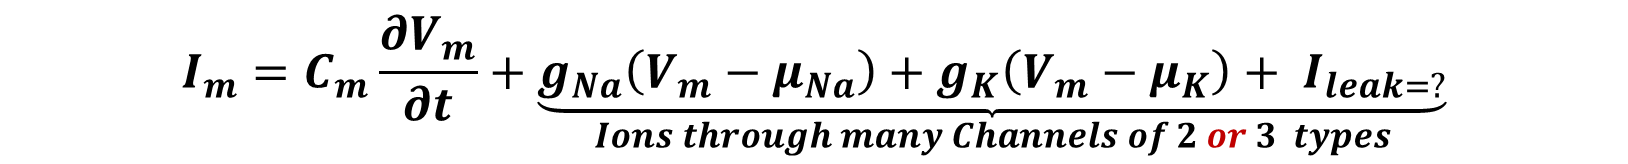 I_m = C_m ∂V_m/∂t + g_Na(V_m − μ_Na) + g_K(V_m − μ_K) + I_leak=?
Ions through many Channels of 2 or 3 types